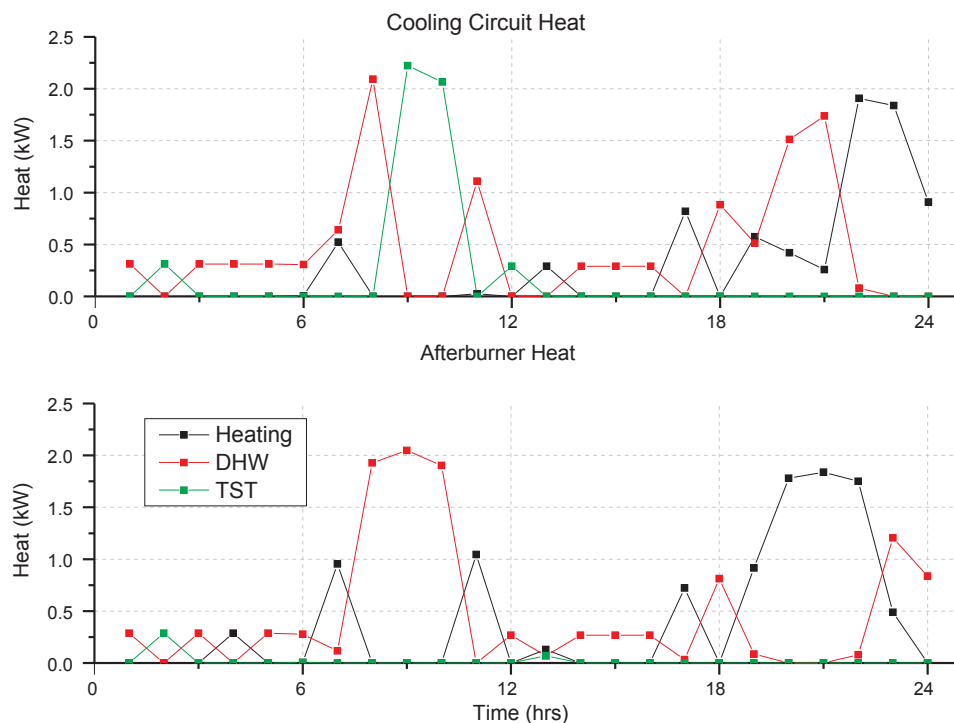 Cooling Circuit Heat
2.5
2.0
1.5
1.0
0.5
0.0
Heat (kW)
0 6 12 18 24
Afterburner Heat
2.5
2.0
1.5
1.0
0.5
0.0
Heat (kW)
Heating
DHW
TST
0 6 12 18 24
Time (hrs)